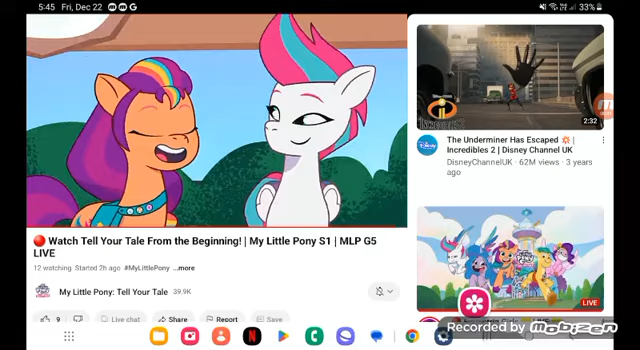 5:45 Fri, Dec 22
33%
INCREDIBLES 2
2:32
The Underminer Has Escaped 💥 |
Incredibles 2 | Disney Channel UK
DisneyChannelUK • 62M views • 3 years
ago
🔴 Watch Tell Your Tale From the Beginning! | My Little Pony S1 | MLP G5
LIVE
12 watching Started 2h ago #MyLittlePony ...more
My Little Pony: Tell Your Tale 39.9K
LIVE
9 Live chat Share Report Save
Recorded by mobizen